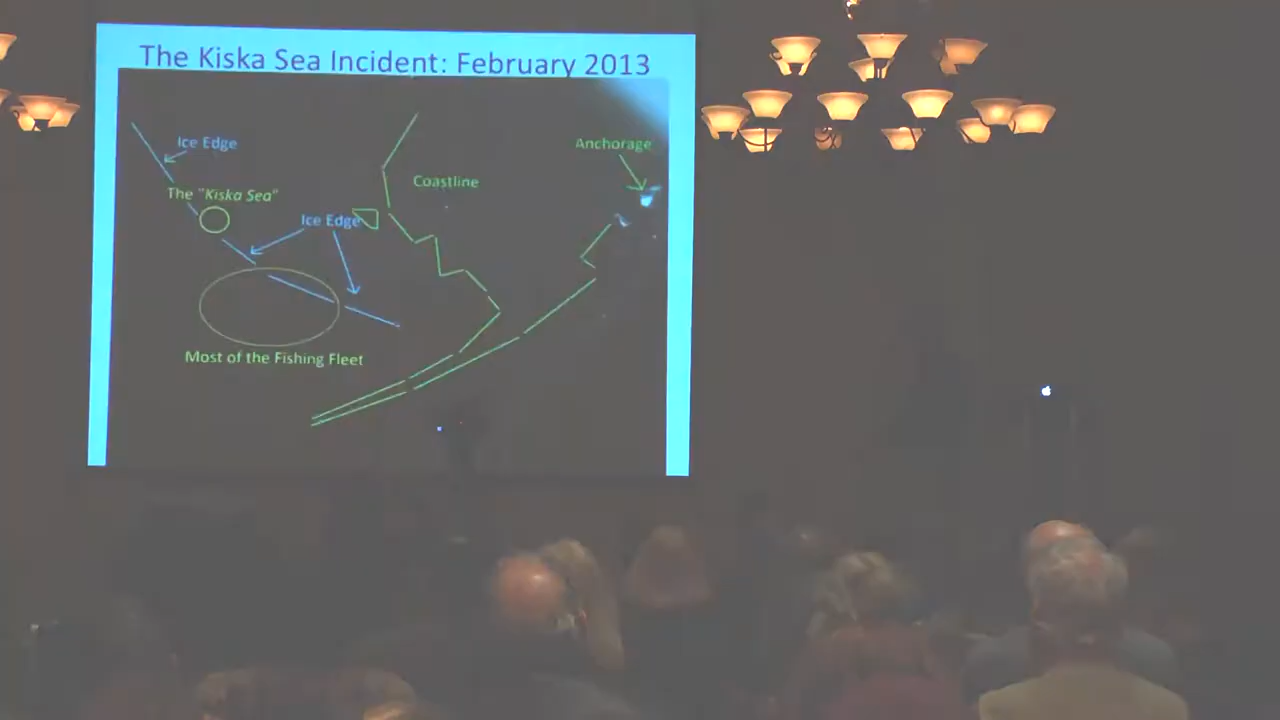 The Kiska Sea Incident: February 2013
Ice Edge
Anchorage
Coastline
The "Kiska Sea"
Ice Edge
Most of the Fishing Fleet